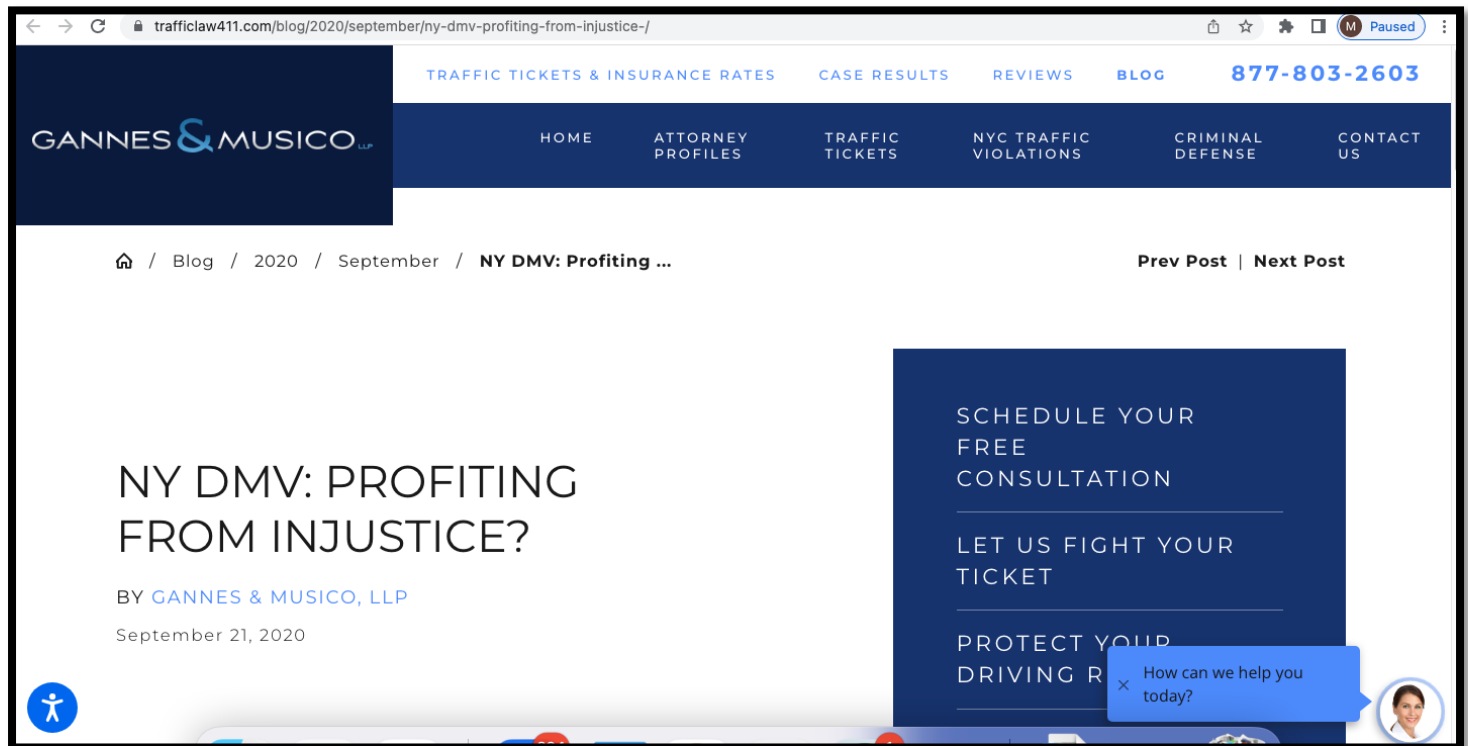 trafficlaw411.com/blog/2020/september/ny-dmv-profiting-from-injustice-/
M Paused
TRAFFIC TICKETS & INSURANCE RATES CASE RESULTS REVIEWS BLOG 877-803-2603
GANNES & MUSICO LLP
HOME ATTORNEY PROFILES TRAFFIC TICKETS NYC TRAFFIC VIOLATIONS CRIMINAL DEFENSE CONTACT US
/ Blog / 2020 / September / NY DMV: Profiting ...
Prev Post | Next Post
NY DMV: PROFITING
FROM INJUSTICE?
BY GANNES & MUSICO, LLP
September 21, 2020
SCHEDULE YOUR
FREE
CONSULTATION
LET US FIGHT YOUR
TICKET
PROTECT YOUR
DRIVING R
How can we help you
today?